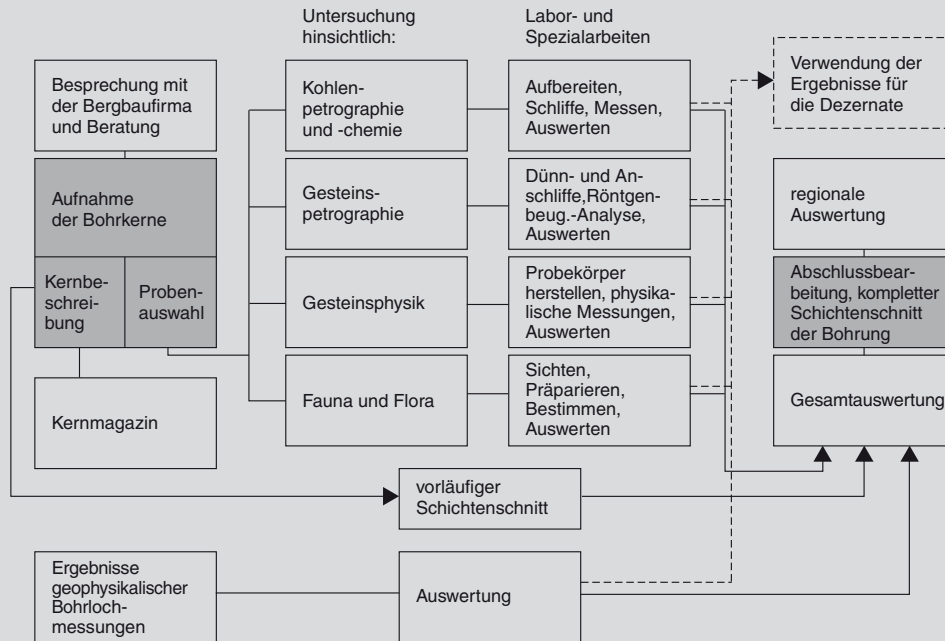 Untersuchung
hinsichtlich:
Labor- und
Spezialarbeiten
Besprechung mit
der Bergbaufirma
und Beratung
Aufnahme
der Bohrkerne
Kernbe-
schrei-
bung
Proben-
auswahl
Kernmagazin
Kohlen-
petrographie
und -chemie
Gesteins-
petrographie
Gesteinsphysik
Fauna und Flora
Aufbereiten,
Schliffe, Messen,
Auswerten
Dünn- und An-
schliffe,Röntgen-
beug.-Analyse,
Auswerten
Probekörper
herstellen, physika-
lische Messungen,
Auswerten
Sichten,
Präparieren,
Bestimmen,
Auswerten
Verwendung der
Ergebnisse für
die Dezernate
regionale
Auswertung
Abschlussbear-
beitung, kompletter
Schichtenschnitt
der Bohrung
Gesamtauswertung
vorläufiger
Schichtenschnitt
Ergebnisse
geophysikalischer
Bohrloch-
messungen
Auswertung